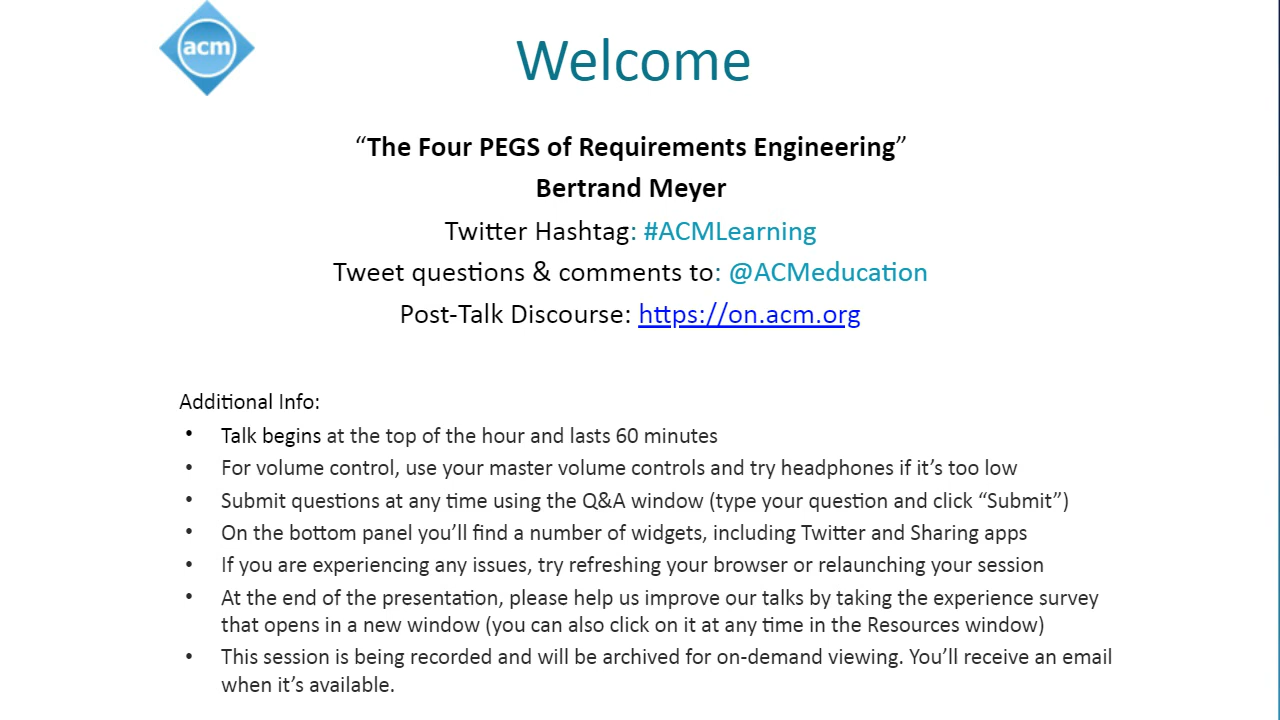 acm
Welcome
“The Four PEGS of Requirements Engineering”
Bertrand Meyer
Twitter Hashtag: #ACMLearning
Tweet questions & comments to: @ACMeducation
Post-Talk Discourse: https://on.acm.org
Additional Info:
• Talk begins at the top of the hour and lasts 60 minutes
• For volume control, use your master volume controls and try headphones if it’s too low
• Submit questions at any time using the Q&A window (type your question and click “Submit”)
• On the bottom panel you’ll find a number of widgets, including Twitter and Sharing apps
• If you are experiencing any issues, try refreshing your browser or relaunching your session
• At the end of the presentation, please help us improve our talks by taking the experience survey
that opens in a new window (you can also click on it at any time in the Resources window)
• This session is being recorded and will be archived for on-demand viewing. You’ll receive an email
when it’s available.